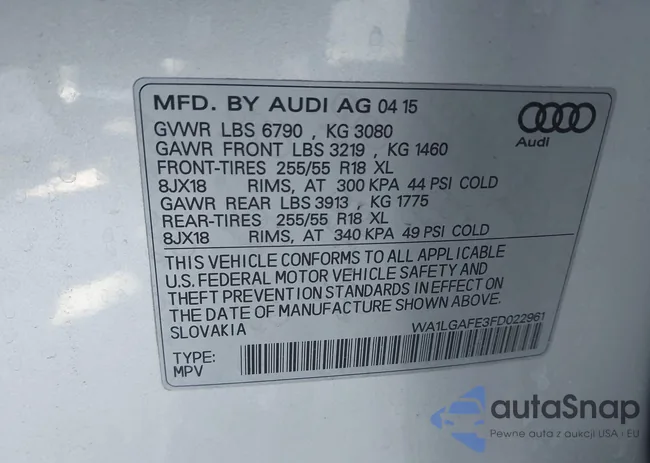 MFD. BY AUDI AG 04 15
GVWR LBS 6790 , KG 3080
GAWR FRONT LBS 3219 , KG 1460
FRONT-TIRES 255/55 R18 XL
8JX18 RIMS, AT 300 KPA 44 PSI COLD
GAWR REAR LBS 3913 , KG 1775
REAR-TIRES 255/55 R18 XL
8JX18 RIMS, AT 340 KPA 49 PSI COLD
Audi
THIS VEHICLE CONFORMS TO ALL APPLICABLE
U.S. FEDERAL MOTOR VEHICLE SAFETY AND
THEFT PREVENTION STANDARDS IN EFFECT ON
THE DATE OF MANUFACTURE SHOWN ABOVE.
SLOVAKIA WA1LGAFE3FD022961
TYPE:
MPV
autaSnap
Pewne auta z aukcji USA i EU